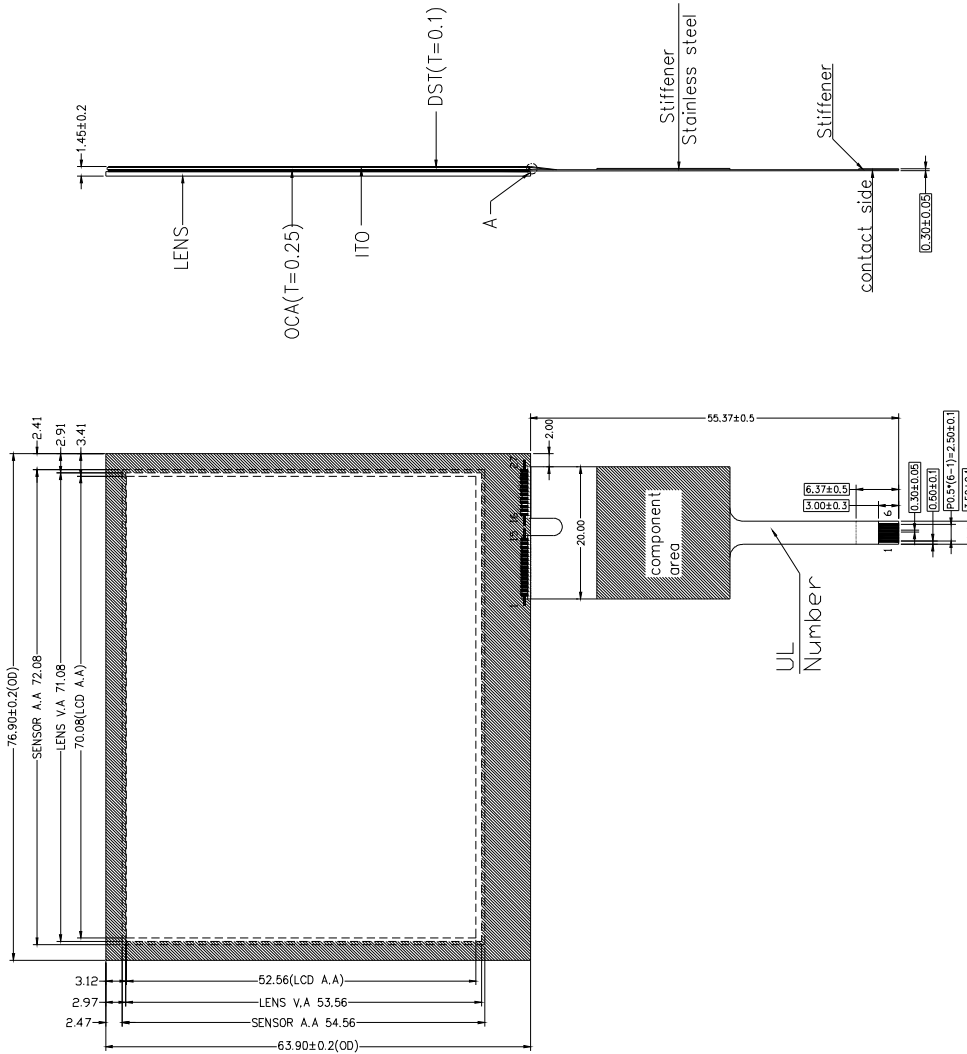 1.45±0.2
DST(T=0.1)
Stiffener
Stainless steel
Stiffener
LENS
OCA(T=0.25)
ITO
A
contact side
0.30±0.05
76.90±0.2(OD)
SENSOR A.A 72.08
LENS V.A 71.08
70.08(LCD A.A)
2.41
2.91
3.41
2.00
55.37±0.5
27
16
15
1
20.00
component
area
6.37±0.5
3.00±0.3
6
1
0.30±0.05
0.60±0.1
P0.5*(6-1)=2.50±0.1
UL
Number
3.12
52.56(LCD A.A)
2.97
LENS V.A 53.56
2.47
SENSOR A.A 54.56
63.90±0.2(OD)